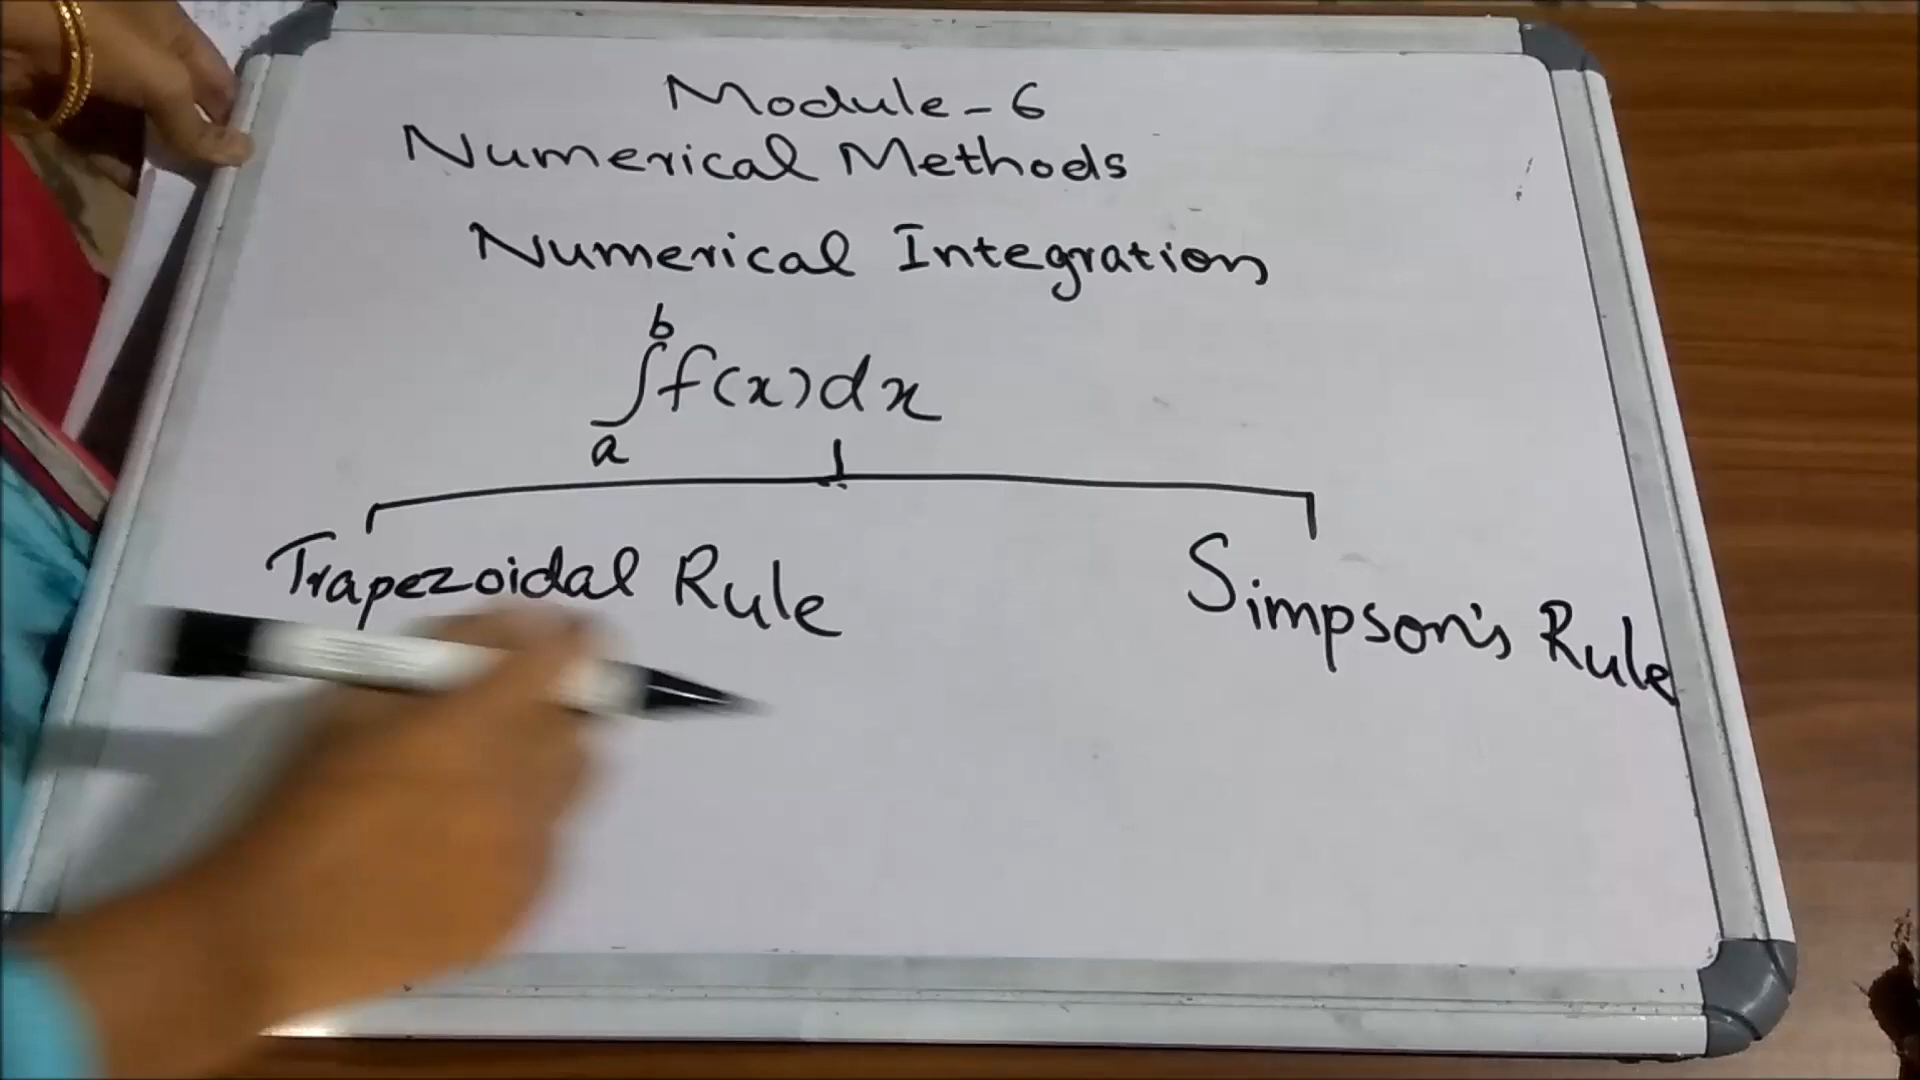 Module-6
Numerical Methods
Numerical Integration
b
∫f(x)dx
a
Trapezoidal Rule
Simpson's Rule